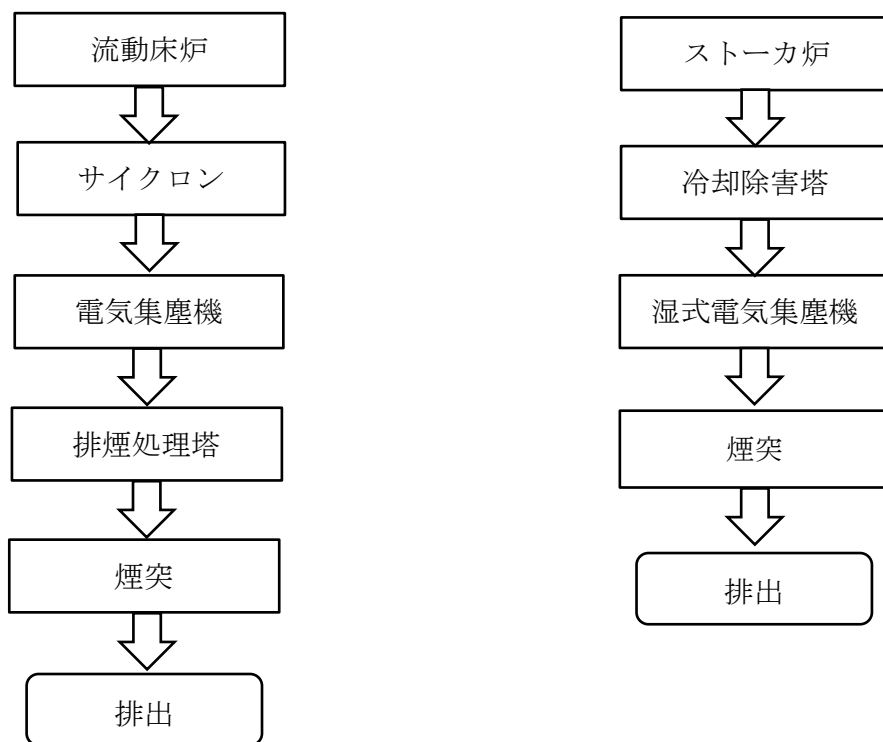 流動床炉
サイクロン
電気集塵機
排煙処理塔
煙突
排出
ストーカ炉
冷却除害塔
湿式電気集塵機
煙突
排出